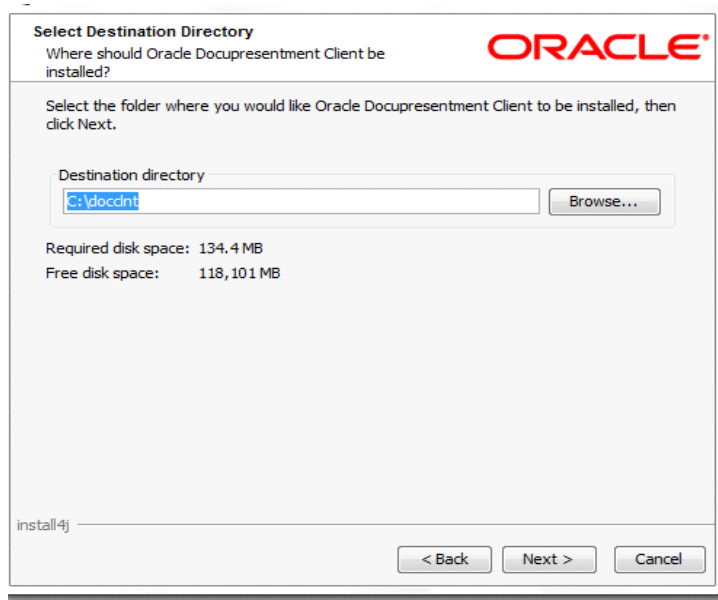 Select Destination Directory
Where should Oracle Docupresentment Client be
installed?
ORACLE
Select the folder where you would like Oracle Docupresentment Client to be installed, then
click Next.
Destination directory
C:\docclnt
Browse...
Required disk space: 134.4 MB
Free disk space: 118,101 MB
install4j
< Back
Next >
Cancel